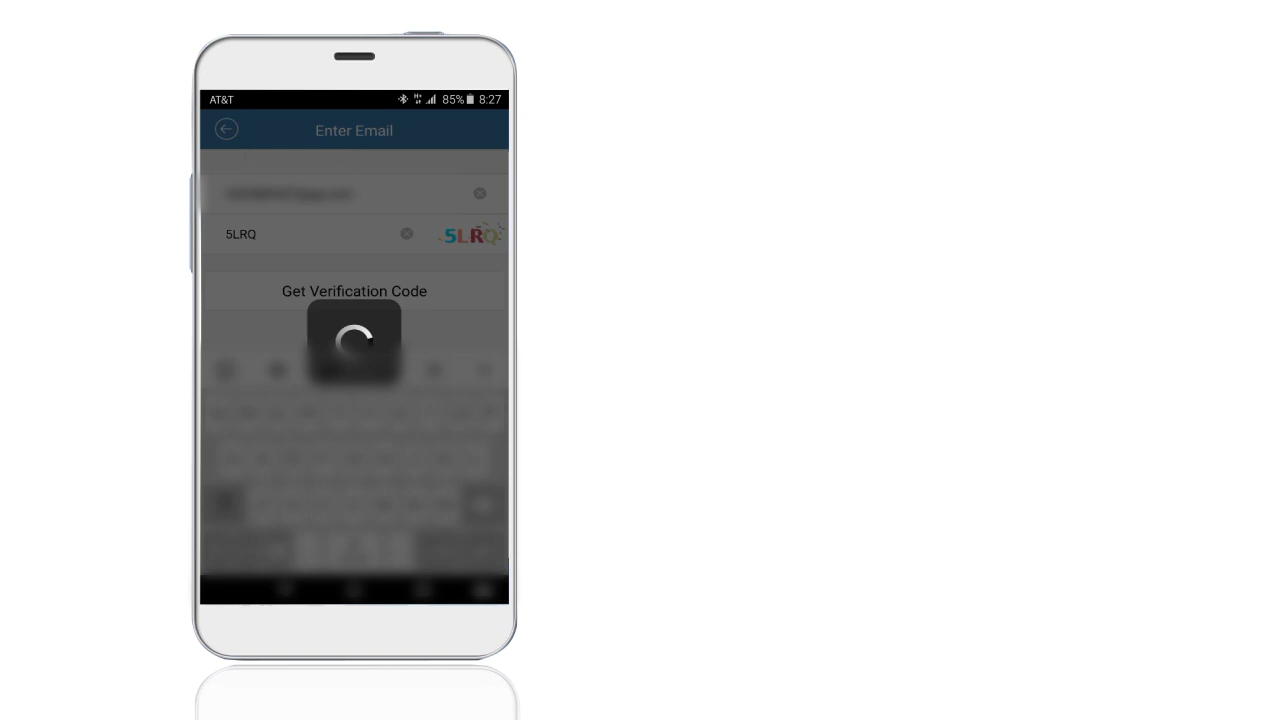 AT&T 85% 8:27
Enter Email
5LRQ 5LRQ
Get Verification Code